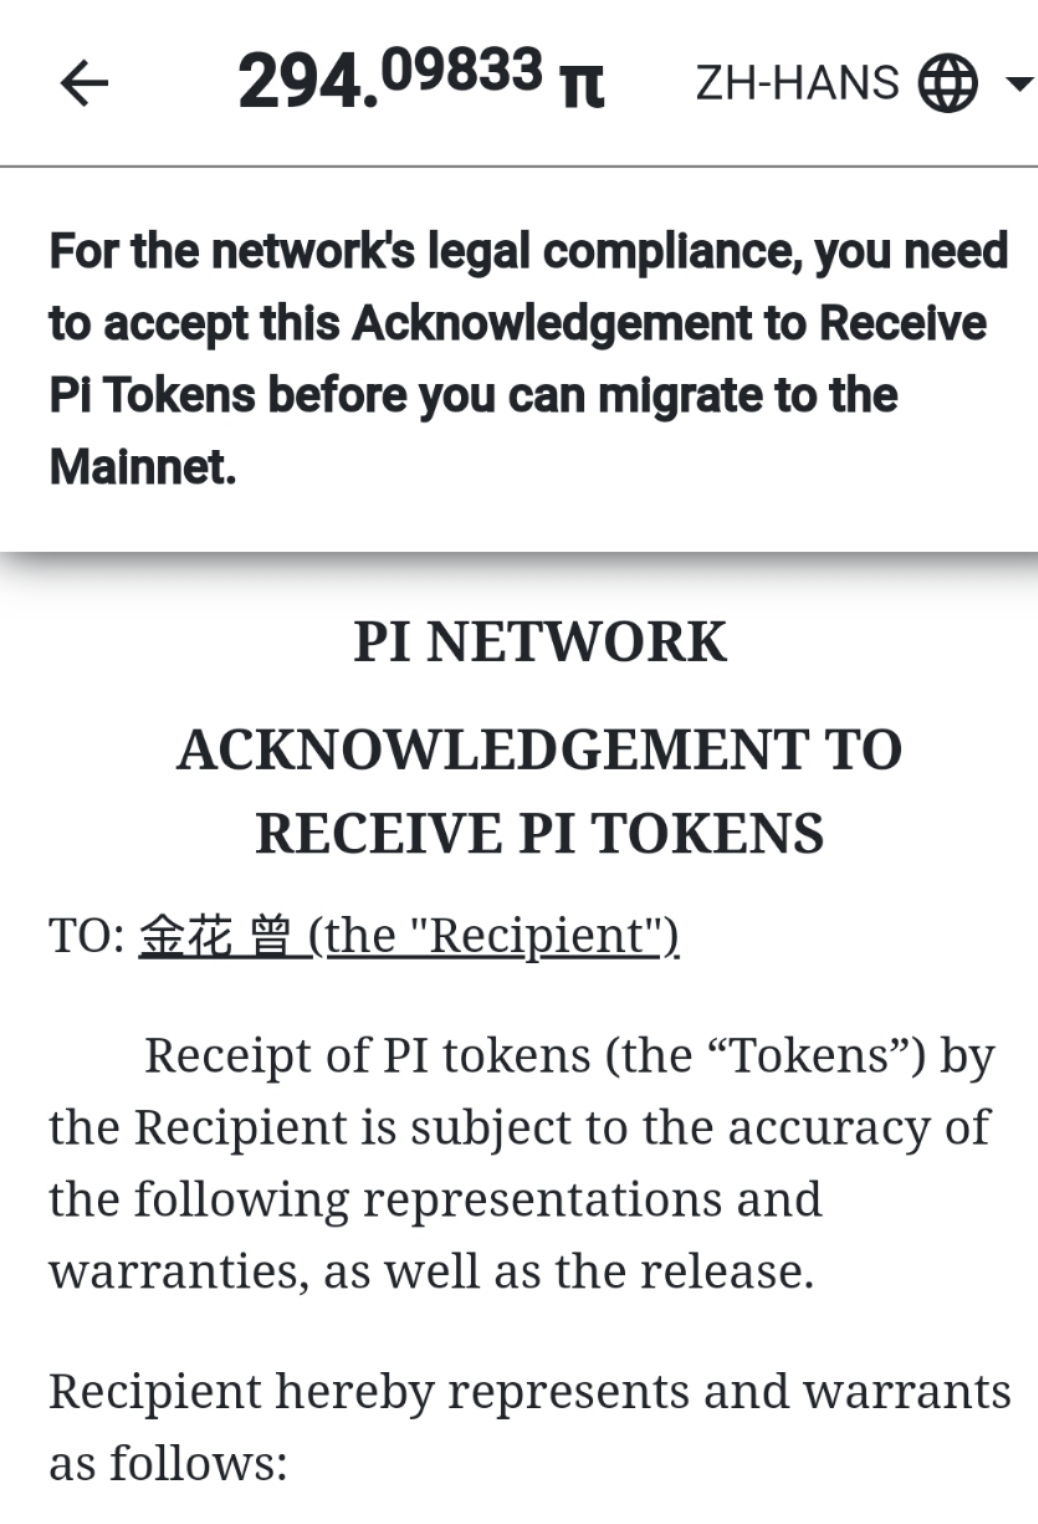 294.09833 π ZH-HANS
For the network's legal compliance, you need
to accept this Acknowledgement to Receive
Pi Tokens before you can migrate to the
Mainnet.
PI NETWORK
ACKNOWLEDGEMENT TO
RECEIVE PI TOKENS
TO: 金花 曾 (the "Recipient")
Receipt of PI tokens (the “Tokens”) by
the Recipient is subject to the accuracy of
the following representations and
warranties, as well as the release.
Recipient hereby represents and warrants
as follows: